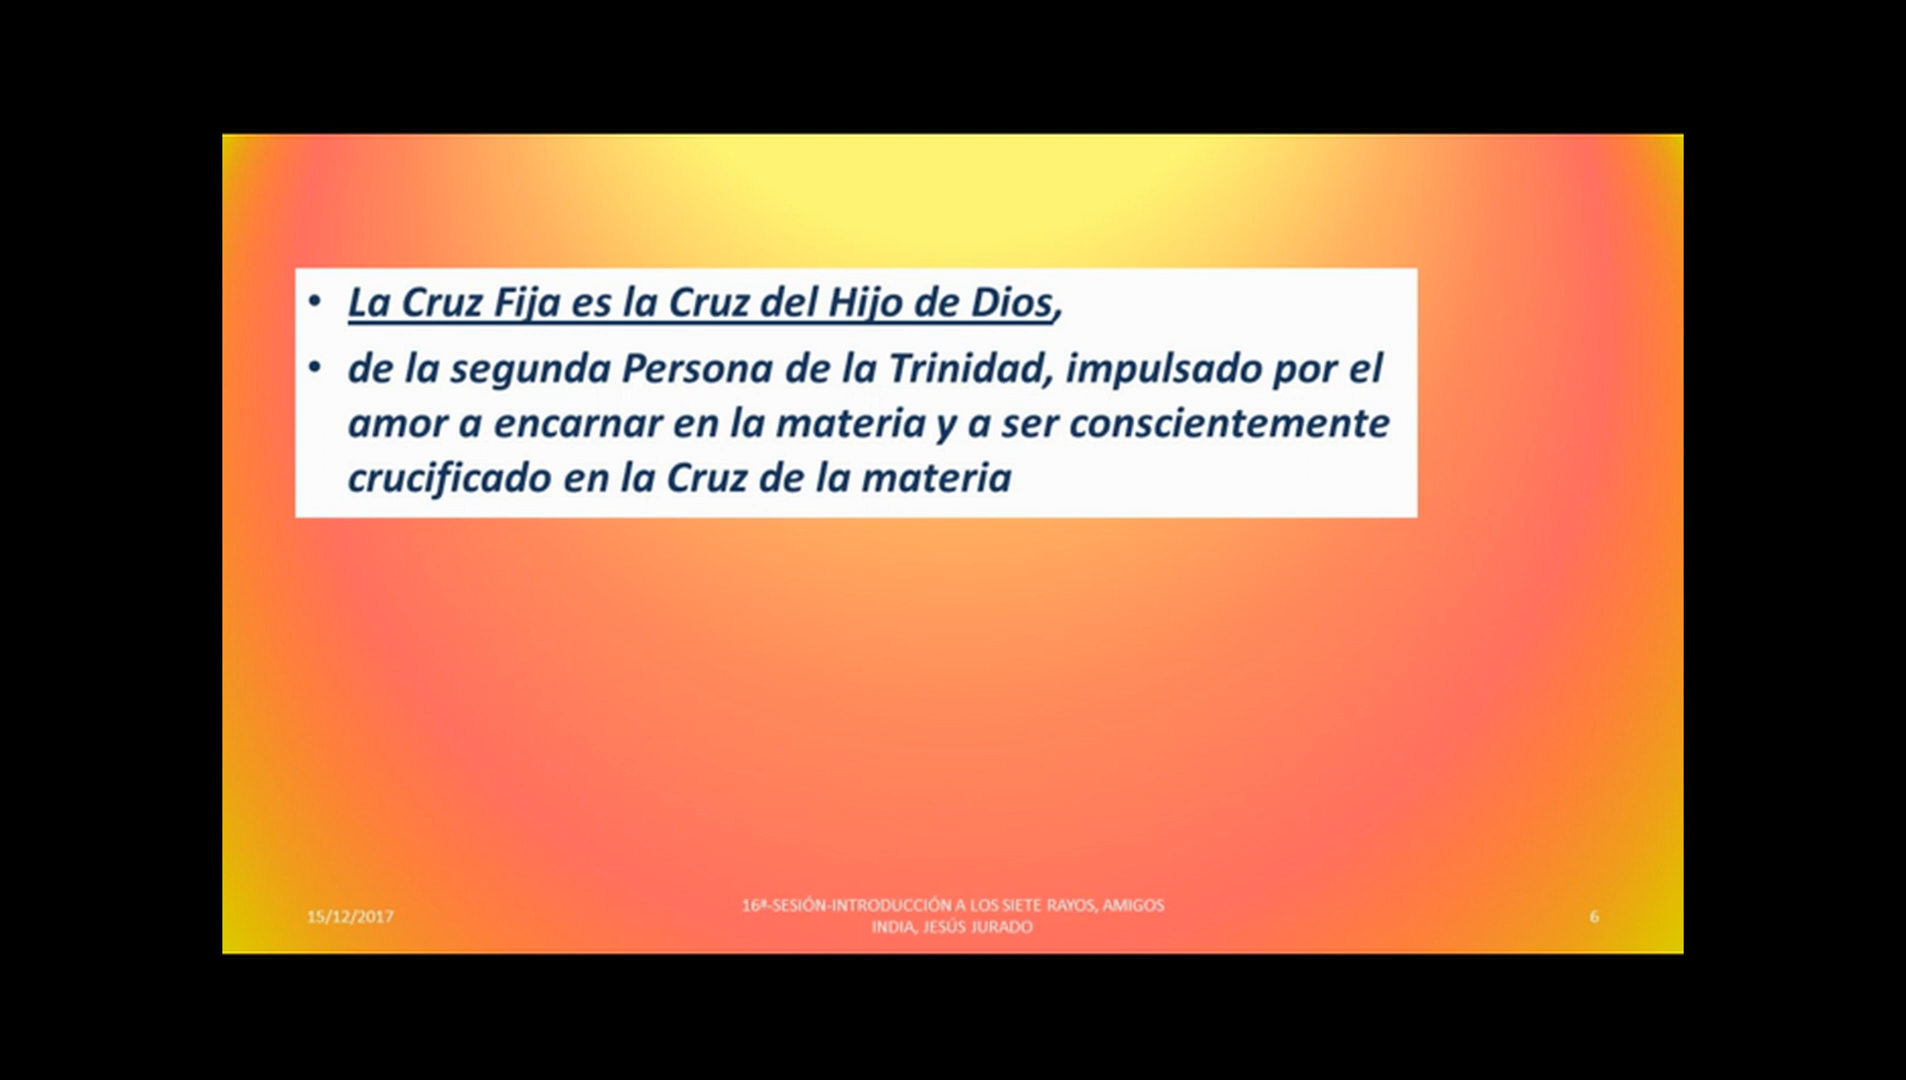 • La Cruz Fija es la Cruz del Hijo de Dios,
• de la segunda Persona de la Trinidad, impulsado por el
amor a encarnar en la materia y a ser conscientemente
crucificado en la Cruz de la materia
15/12/2017
16ª-SESIÓN-INTRODUCCIÓN A LOS SIETE RAYOS, AMIGOS
INDIA, JESÚS JURADO
6